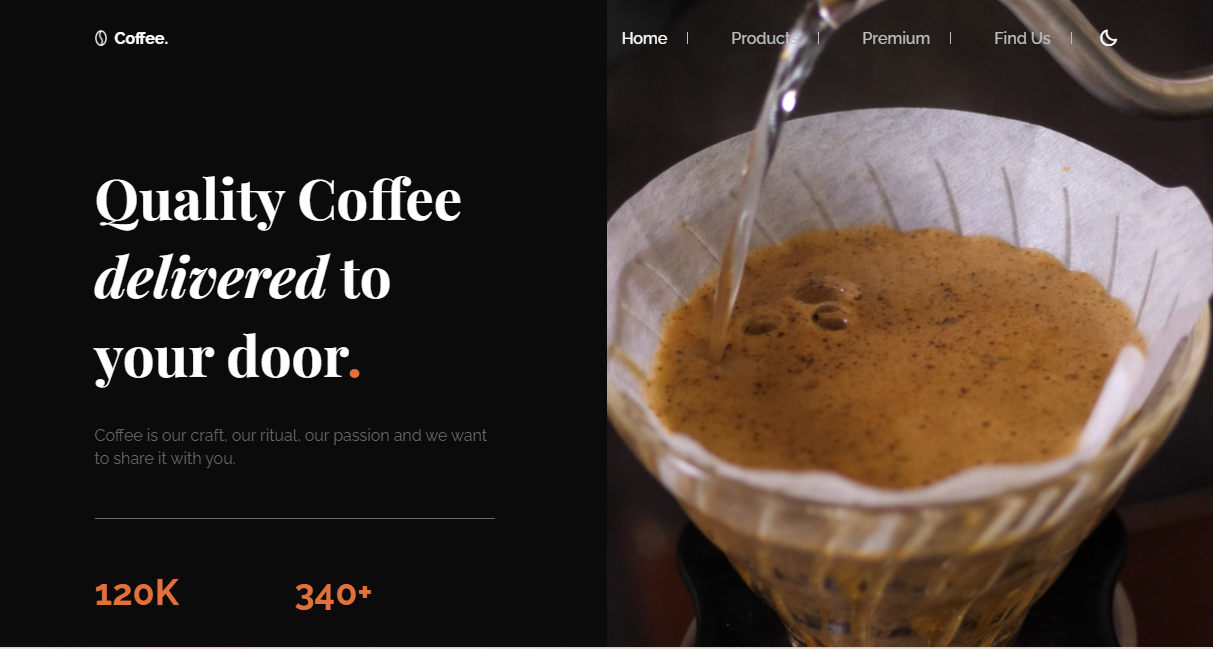 Coffee.
Home
Products
Premium
Find Us
Quality Coffee
delivered to
your door.
Coffee is our craft, our ritual, our passion and we want
to share it with you.
120K
340+